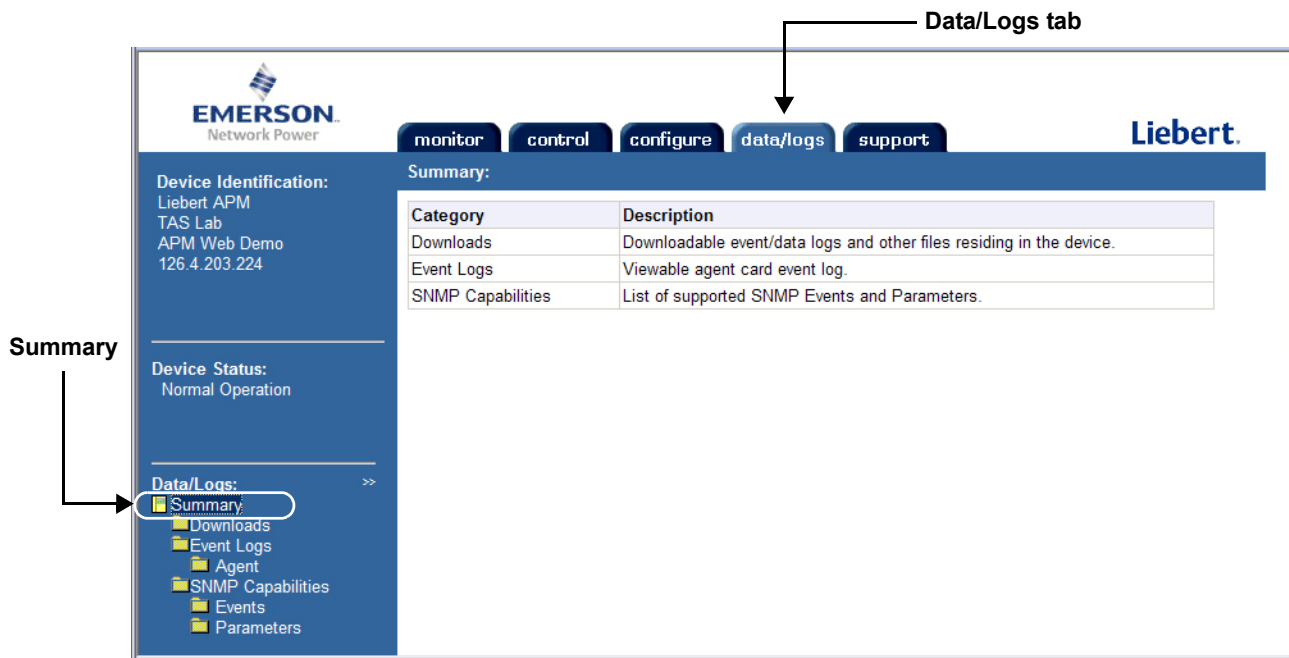 Data/Logs tab
EMERSON™
Network Power
monitor control configure data/logs support
Liebert.
Device Identification:
Liebert APM
TAS Lab
APM Web Demo
126.4.203.224
Summary:
Category Description
Downloads Downloadable event/data logs and other files residing in the device.
Event Logs Viewable agent card event log.
SNMP Capabilities List of supported SNMP Events and Parameters.
Summary
Device Status:
Normal Operation
Data/Logs: >>
Summary
Downloads
Event Logs
Agent
SNMP Capabilities
Events
Parameters